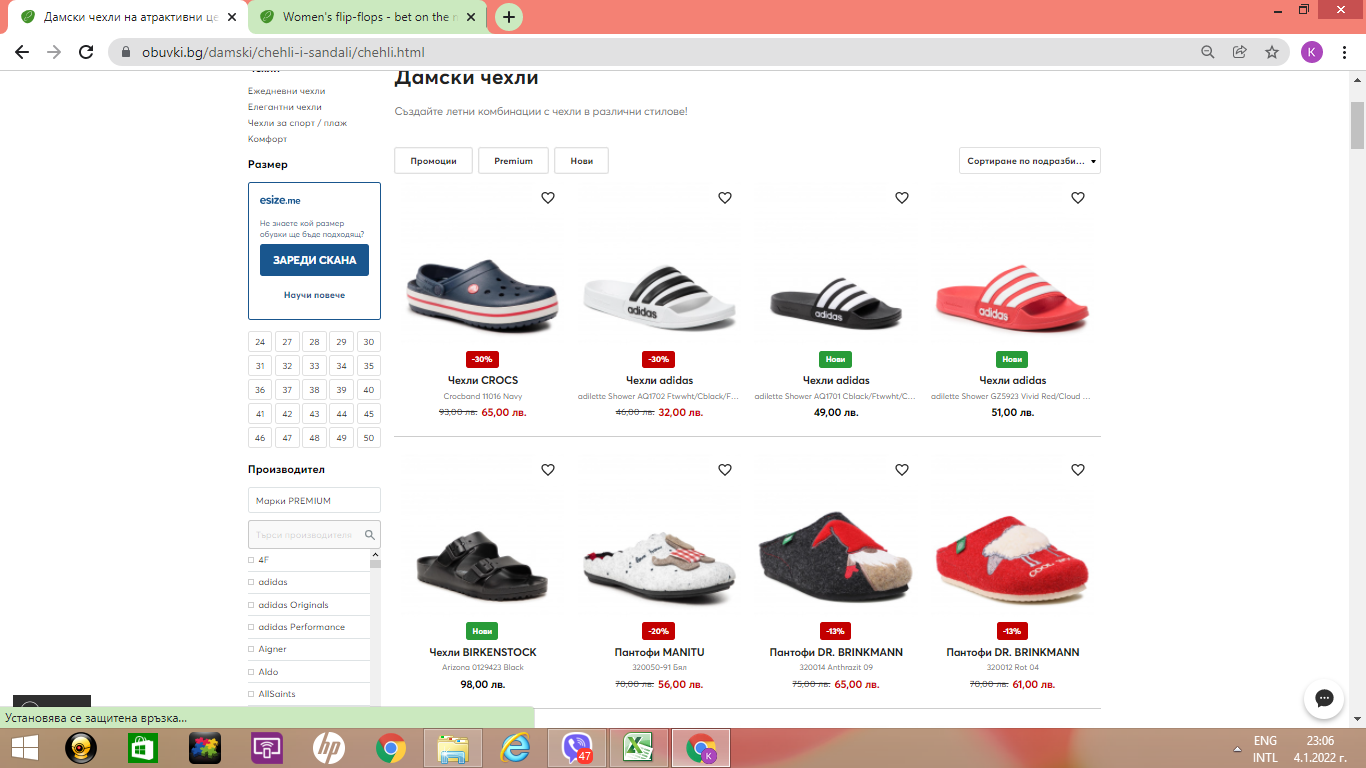 Дамски чехли на атрактивни це
Women's flip-flops - bet on the
obuvki.bg/damski/chehli-i-sandali/chehli.html
K
Ежедневни чехли
Елегантни чехли
Чехли за спорт / плаж
Комфорт
Размер
esize.me
Не знаете кой размер
обувки ще бъде подходящ?
ЗАРЕДИ СКАНА
Научи повече
24 27 28 29 30
31 32 33 34 35
36 37 38 39 40
41 42 43 44 45
46 47 48 49 50
Производител
Марки PREMIUM
Търси производителя
4F
adidas
adidas Originals
adidas Performance
Aigner
Aldo
AllSaints
Дамски чехли
Създайте летни комбинации с чехли в различни стилове!
Промоции
Premium
Нови
Сортиране по подразби...
adidas
adidas
adidas
-30%
Чехли CROCS
Crocband 11016 Navy
93,00 лв. 65,00 лв.
-30%
Чехли adidas
adilette Shower AQ1702 Ftwwht/Cblack/F...
46,00 лв. 32,00 лв.
Нови
Чехли adidas
adilette Shower AQ1701 Cblack/Ftwwht/C...
49,00 лв.
Нови
Чехли adidas
adilette Shower GZ5923 Vivid Red/Cloud ...
51,00 лв.
COOL
Нови
Чехли BIRKENSTOCK
Arizona 0129423 Black
98,00 лв.
-20%
Пантофи MANITU
320050-91 Бял
70,00 лв. 56,00 лв.
-13%
Пантофи DR. BRINKMANN
320014 Anthrazit 09
75,00 лв. 65,00 лв.
-13%
Пантофи DR. BRINKMANN
320012 Rot 04
70,00 лв. 61,00 лв.
Установява се защитена връзка...
hp
47
K
ENG
INTL
23:06
4.1.2022 г.